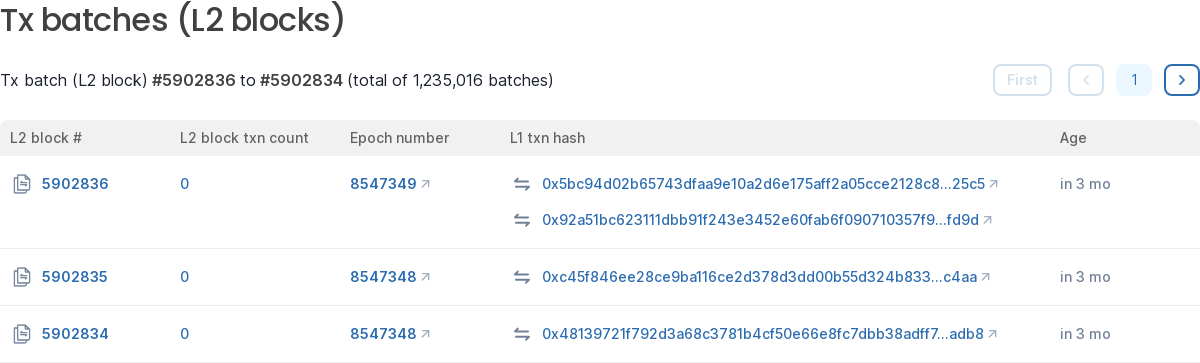 Tx batches (L2 blocks)
Tx batch (L2 block) #5902836 to #5902834 (total of 1,235,016 batches)
First
1
L2 block # L2 block txn count Epoch number L1 txn hash Age
5902836 0 8547349 0x5bc94d02b65743dfaa9e10a2d6e175aff2a05cce2128c8...25c5 in 3 mo
0x92a51bc623111dbb91f243e3452e60fab6f090710357f9...fd9d
5902835 0 8547348 0xc45f846ee28ce9ba116ce2d378d3dd00b55d324b833...c4aa in 3 mo
5902834 0 8547348 0x48139721f792d3a68c3781b4cf50e66e8fc7dbb38adff7...adb8 in 3 mo